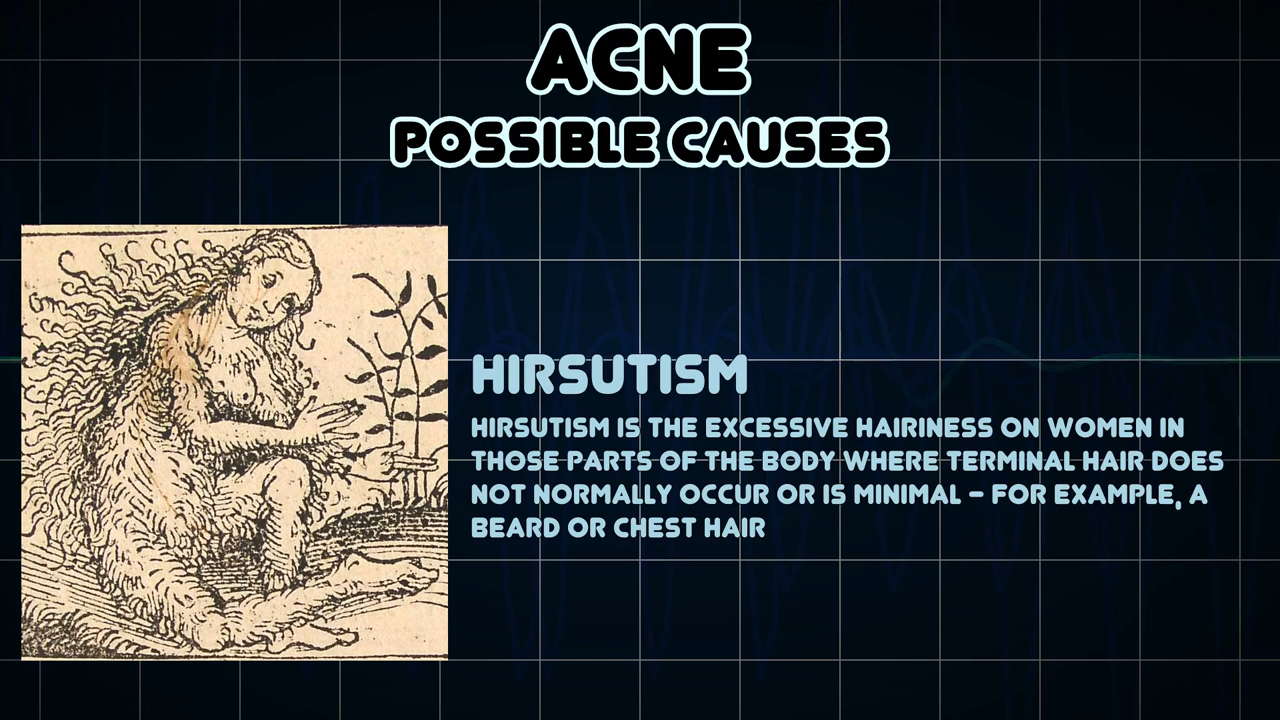 ACNE
POSSIBLE CAUSES
HIRSUTISM
HIRSUTISM IS THE EXCESSIVE HAIRINESS ON WOMEN IN
THOSE PARTS OF THE BODY WHERE TERMINAL HAIR DOES
NOT NORMALLY OCCUR OR IS MINIMAL – FOR EXAMPLE, A
BEARD OR CHEST HAIR